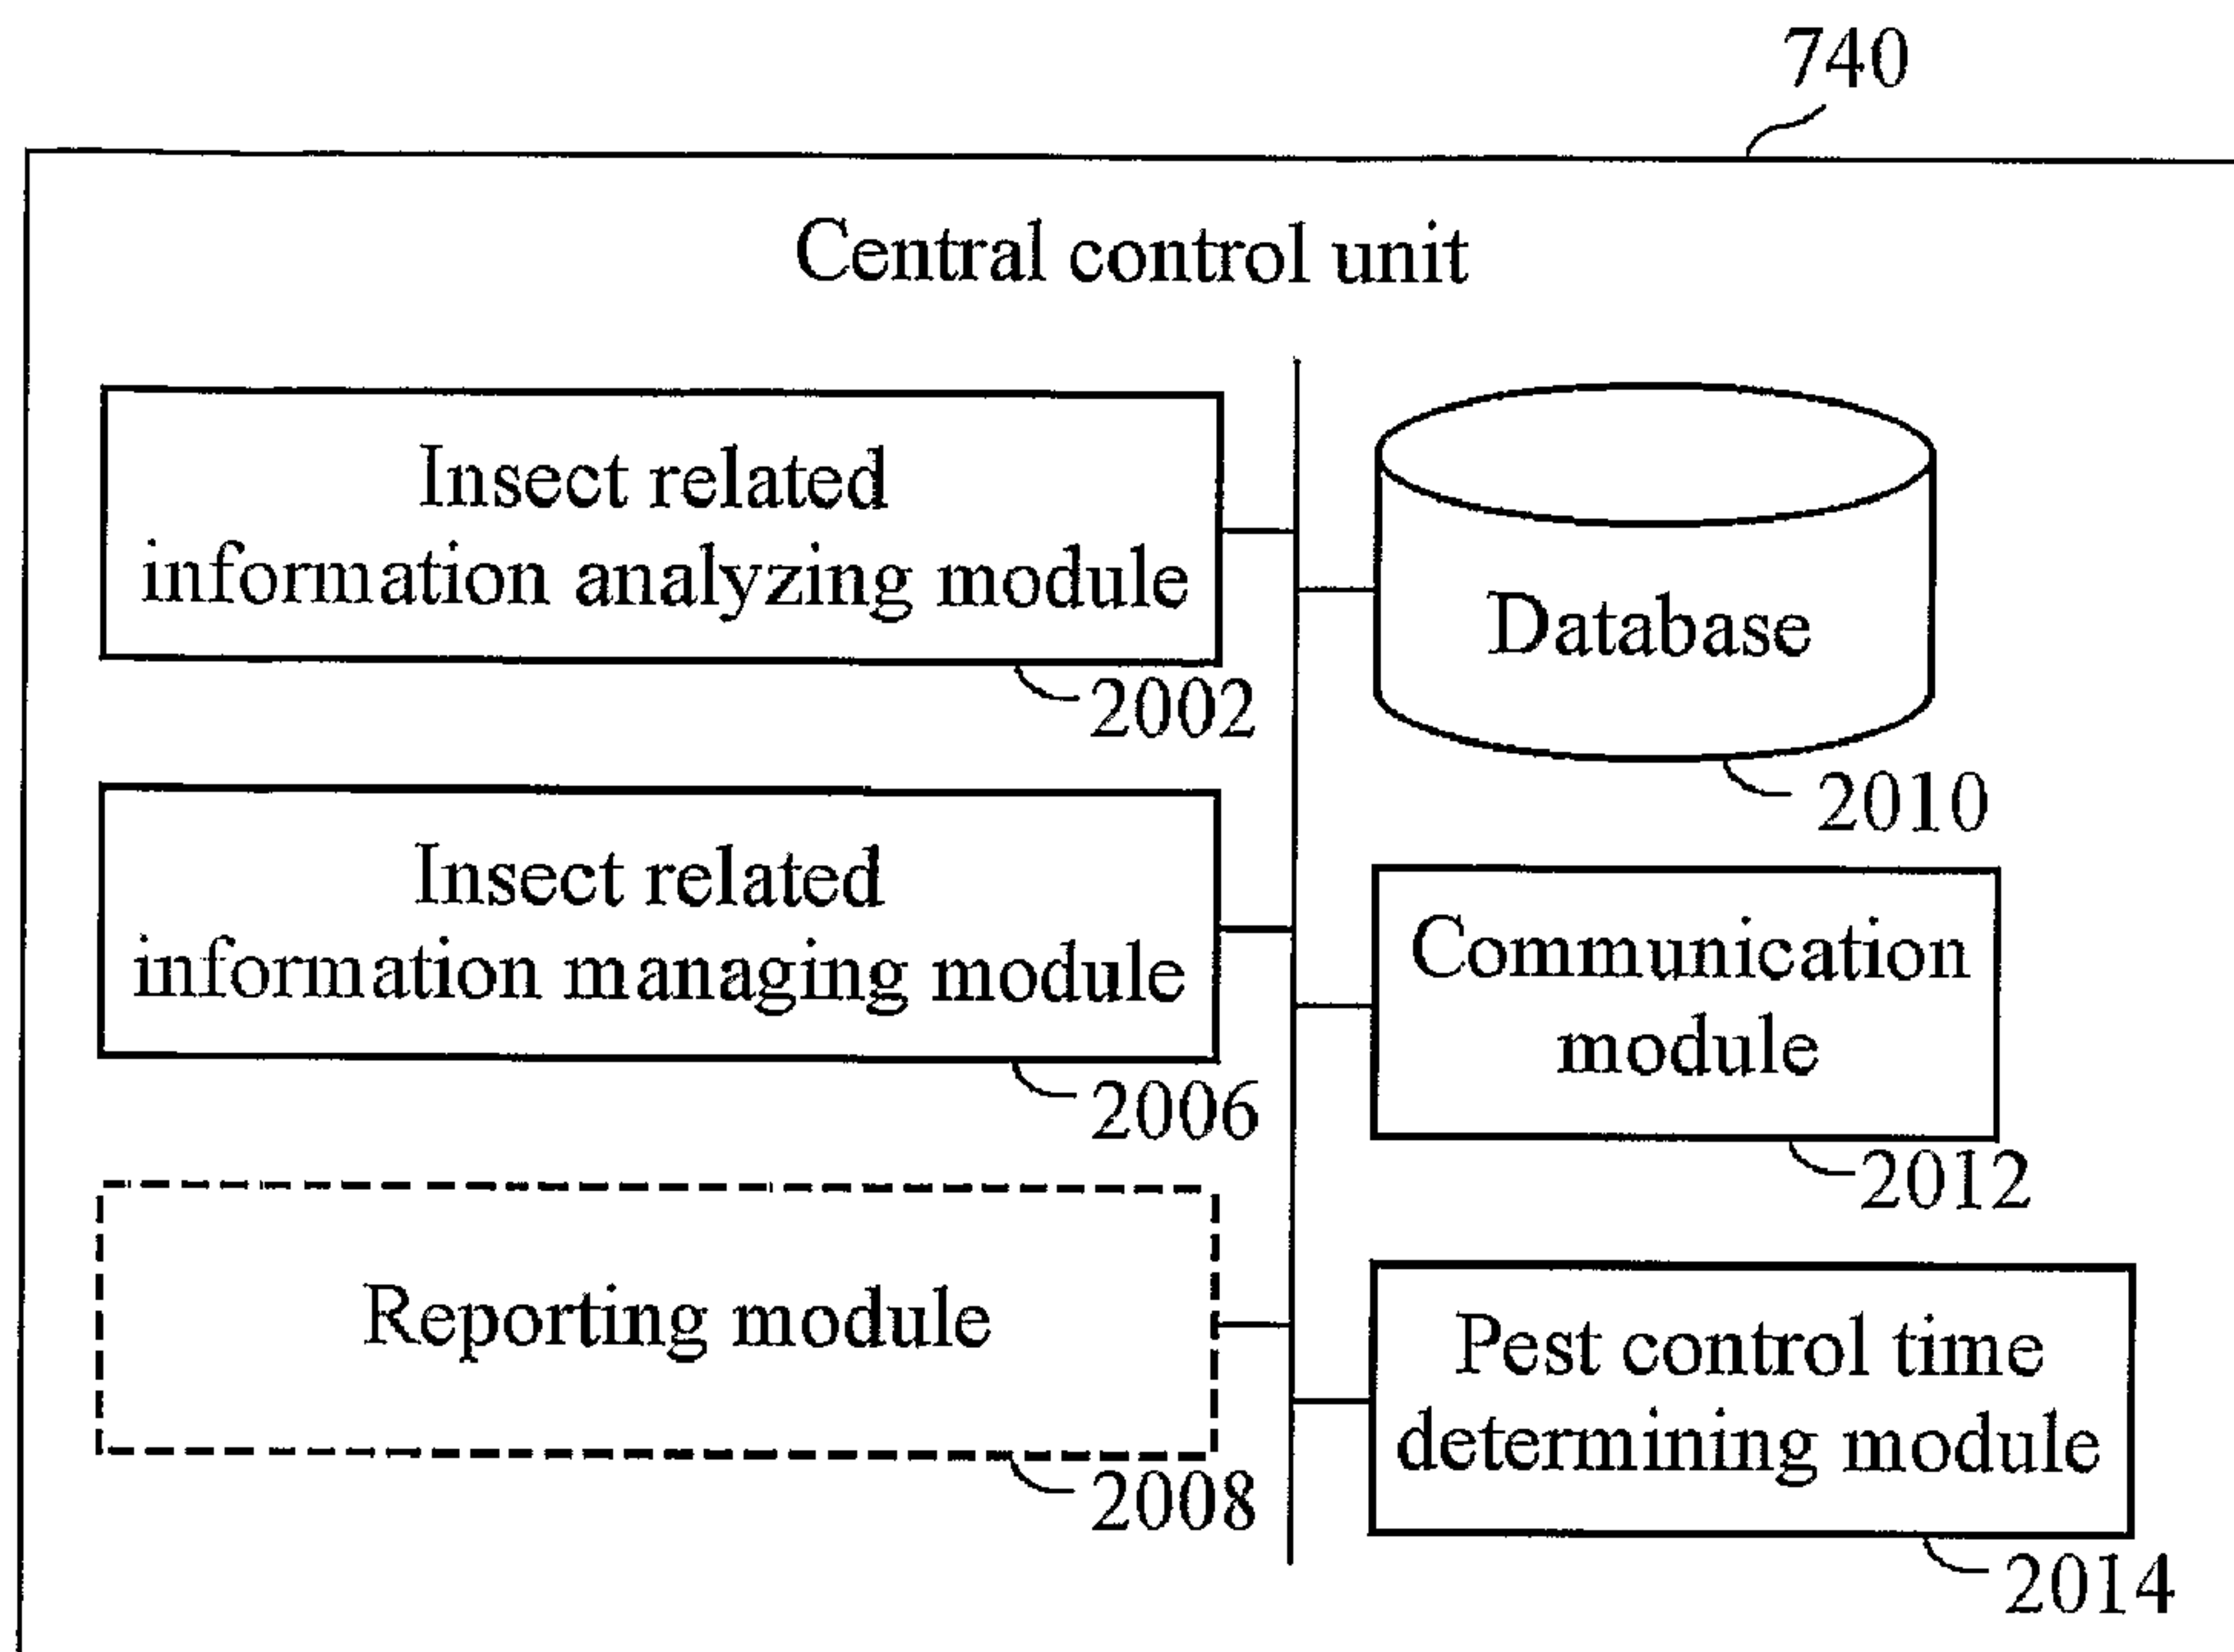 740
Central control unit
Insect related
information analyzing module
2002
Database
2010
Insect related
information managing module
2006
Communication
module
2012
Reporting module
2008
Pest control time
determining module
2014